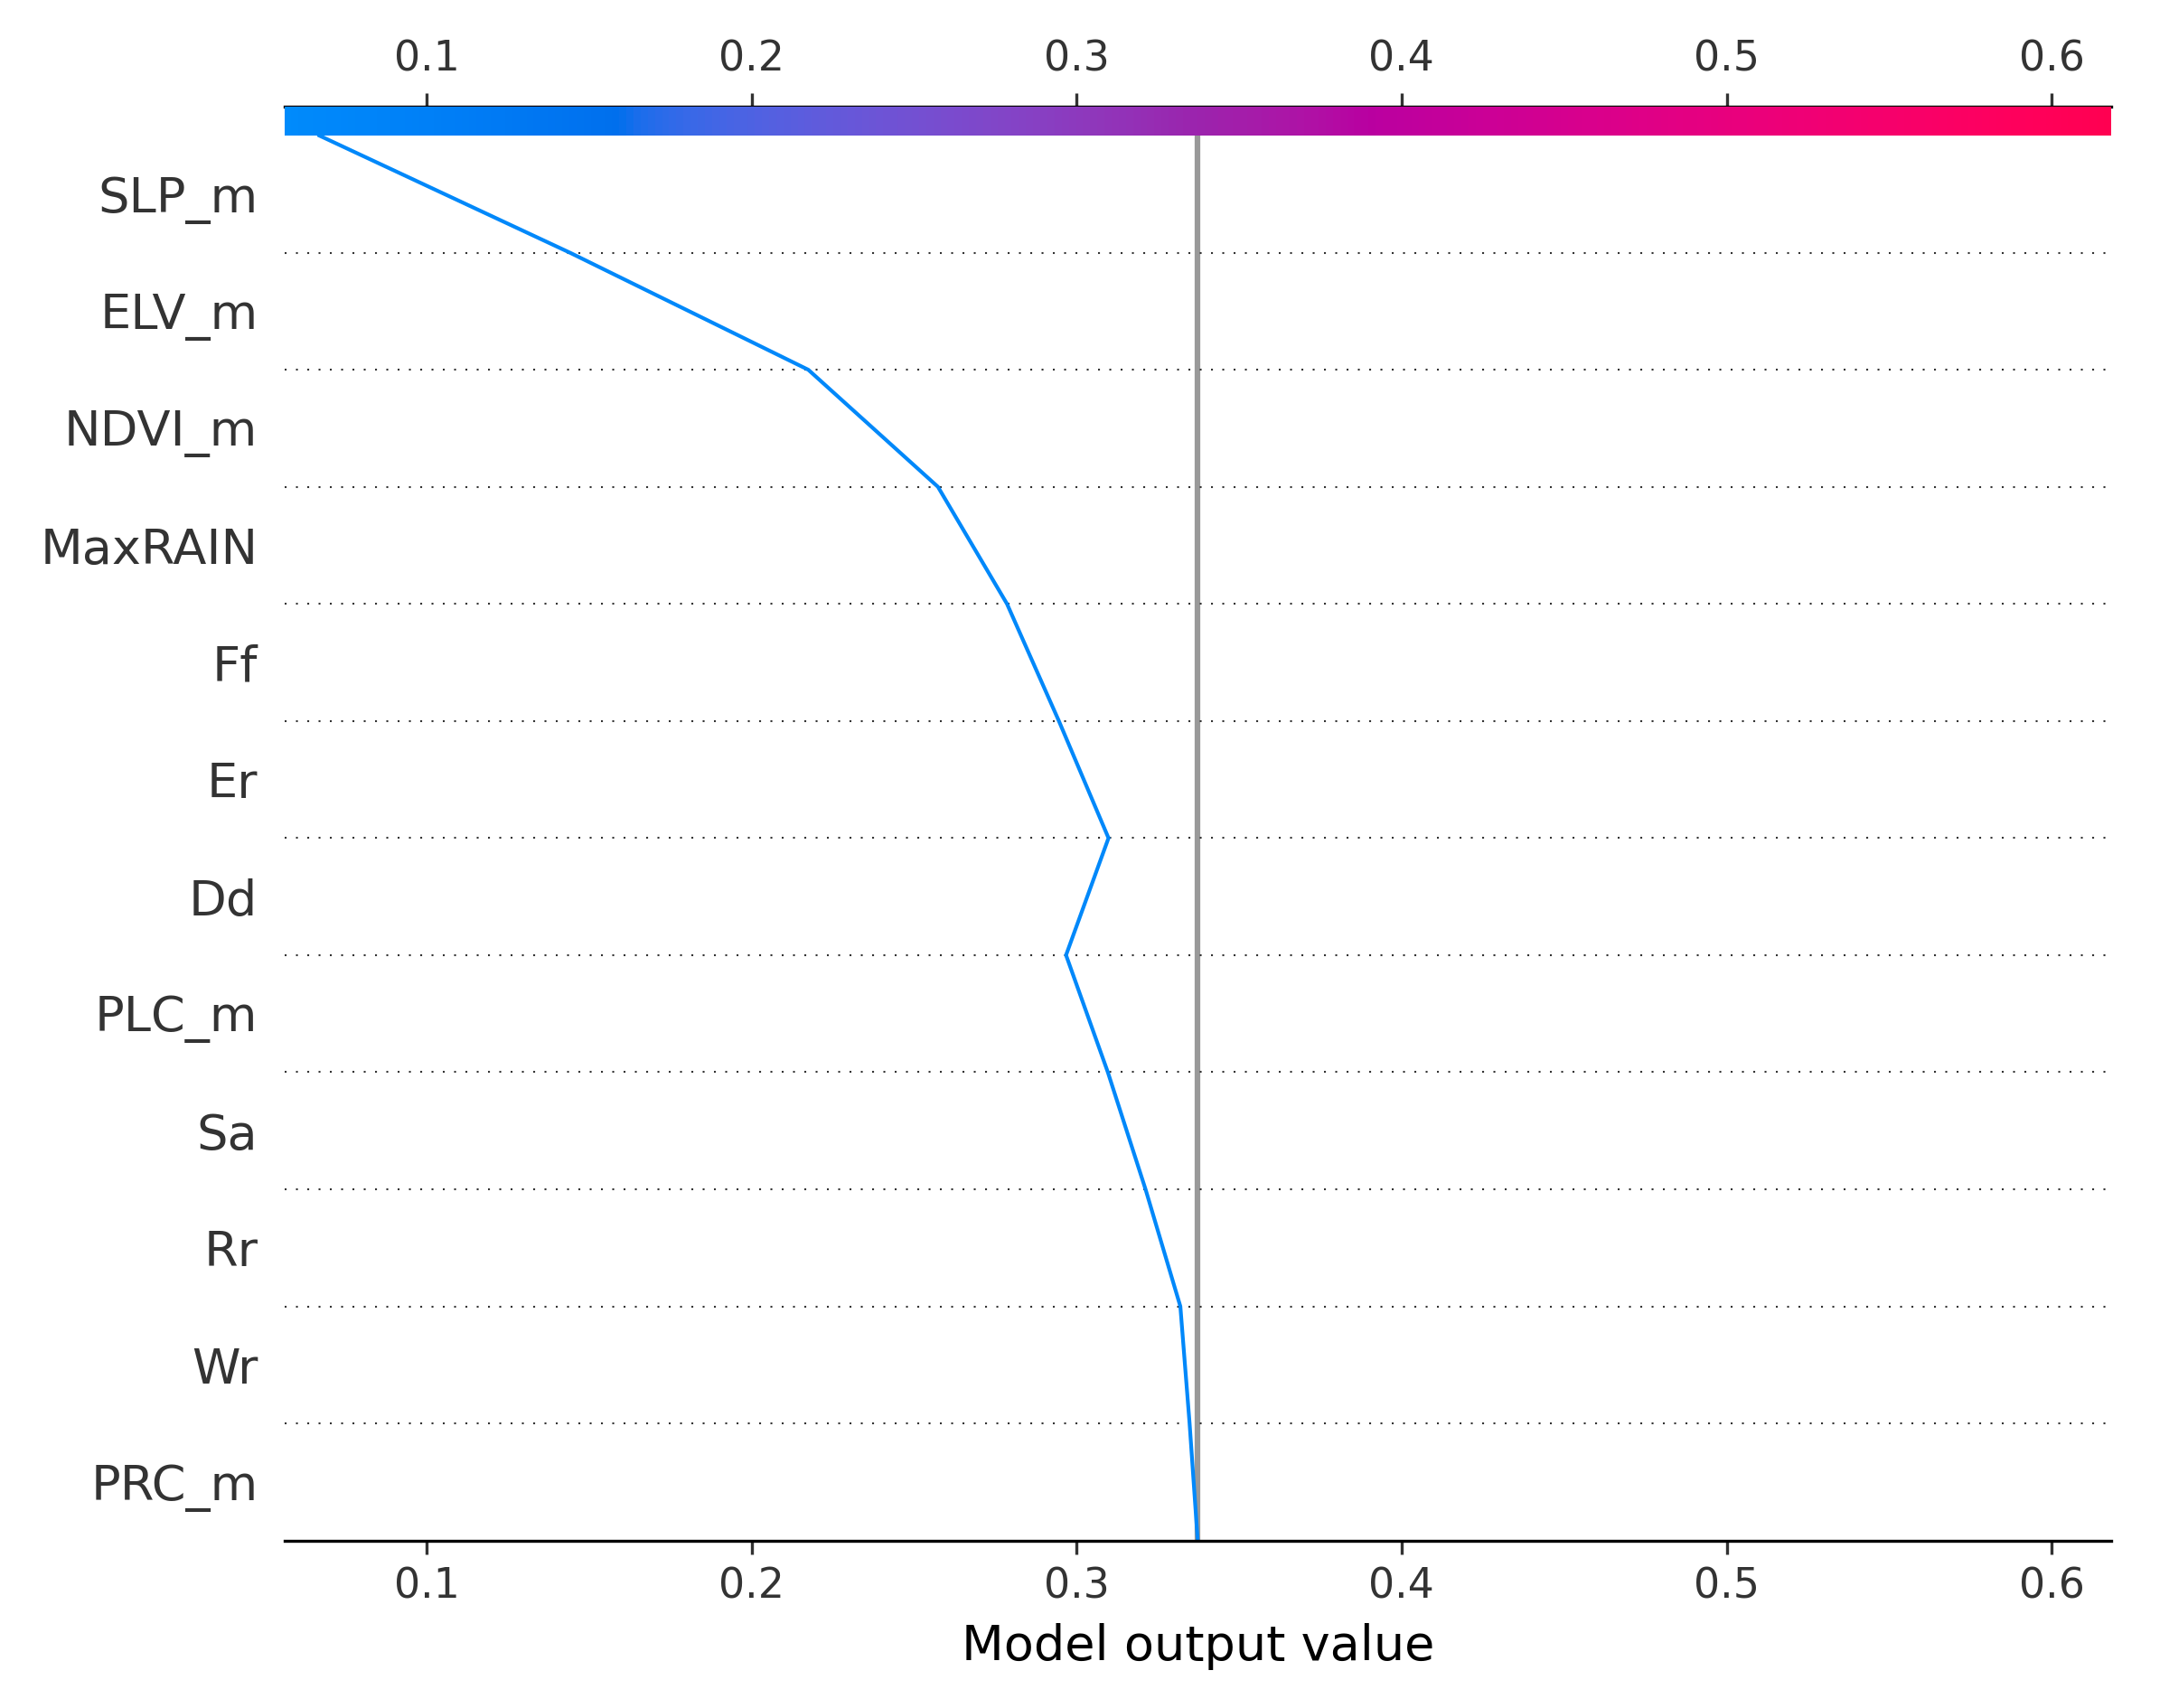 0.1 0.2 0.3 0.4 0.5 0.6
SLP_m
ELV_m
NDVI_m
MaxRAIN
Ff
Er
Dd
PLC_m
Sa
Rr
Wr
PRC_m
0.1 0.2 0.3 0.4 0.5 0.6
Model output value